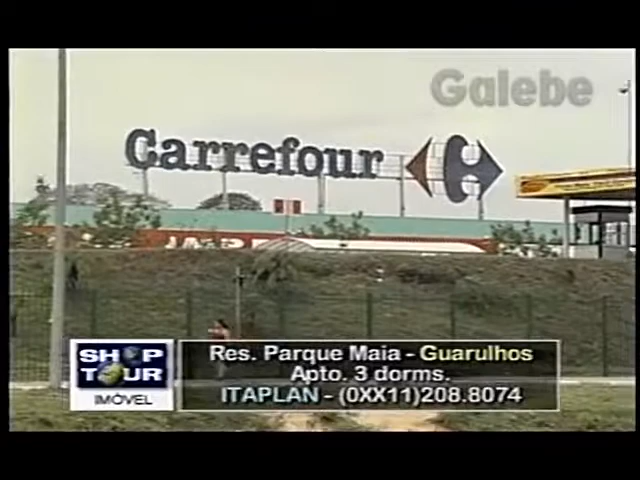 Galebe
Carrefour
SHOP
TOUR
IMÓVEL
Res. Parque Maia - Guarulhos
Apto. 3 dorms.
ITAPLAN - (0XX11)208.8074